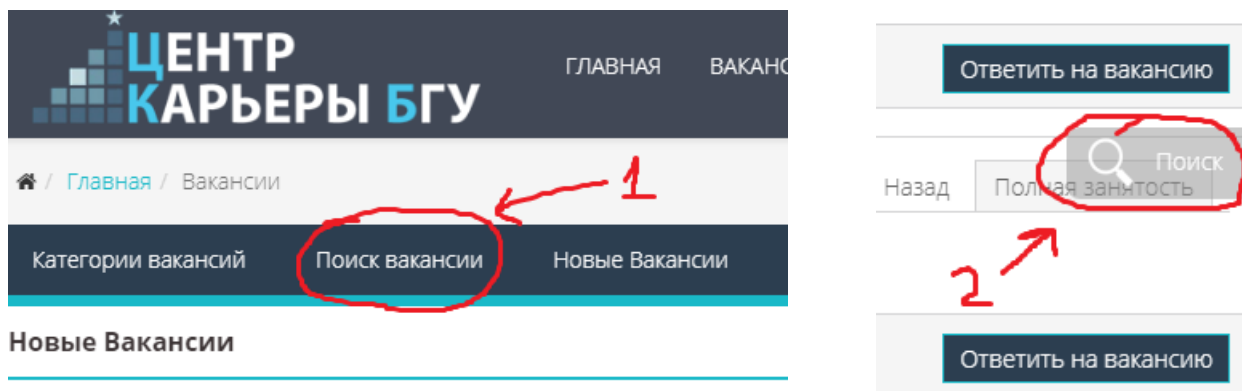 ЦЕНТР
КАРЬЕРЫ БГУ
ГЛАВНАЯ
ВАКАНС
/ Главная / Вакансии
1
Категории вакансий
Поиск вакансии
Новые Вакансии
Новые Вакансии
Ответить на вакансию
Поиск
Назад
Полная занятость
2
Ответить на вакансию